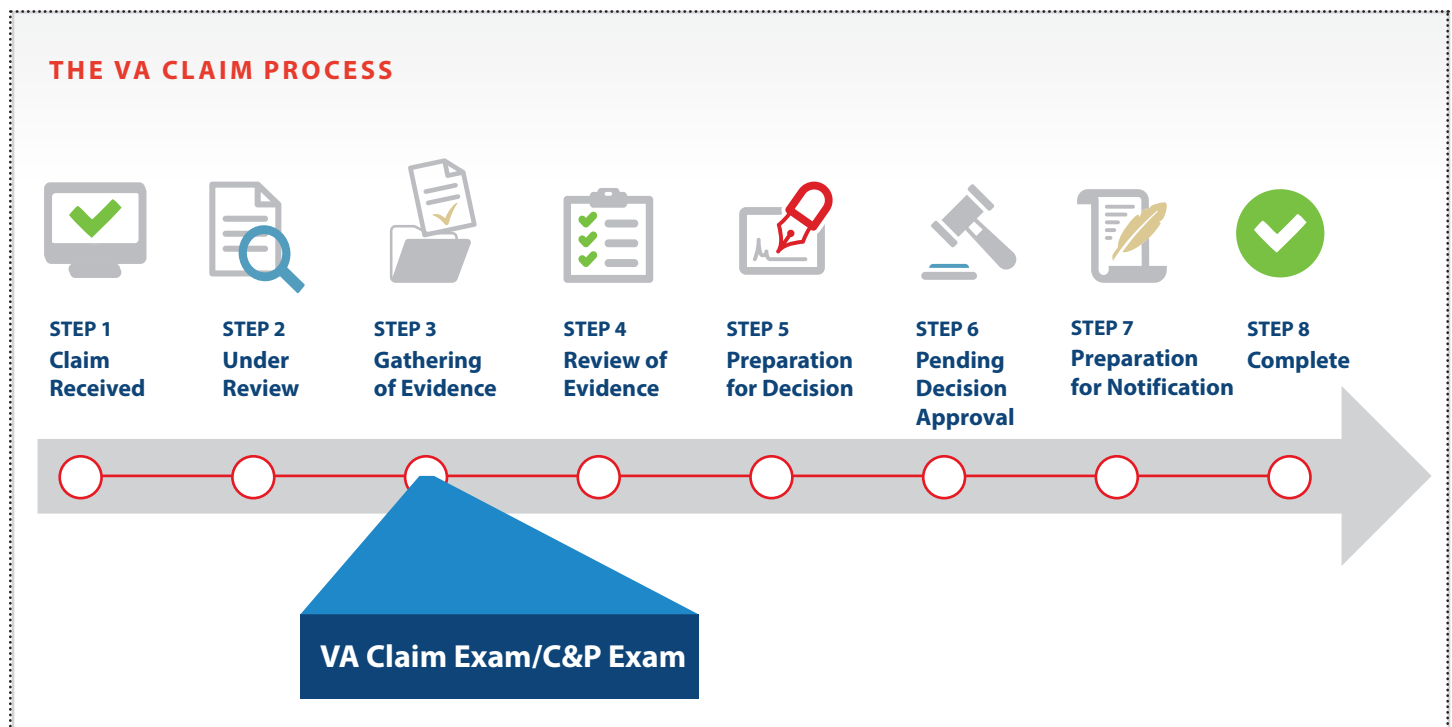 THE VA CLAIM PROCESS
STEP 1
Claim
Received
STEP 2
Under
Review
STEP 3
Gathering
of Evidence
STEP 4
Review of
Evidence
STEP 5
Preparation
for Decision
STEP 6
Pending
Decision
Approval
STEP 7
Preparation
for Notification
STEP 8
Complete
VA Claim Exam/C&P Exam